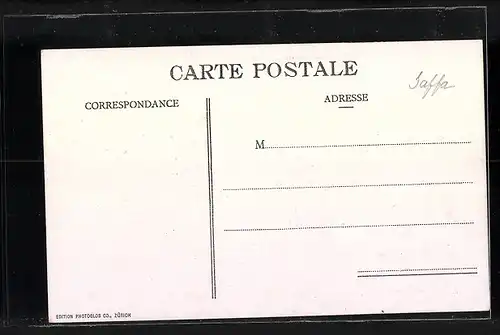 CARTE POSTALE
Jaffa
CORRESPONDANCE
ADRESSE
M
EDITION PHOTOGLOB CO., ZÜRICH